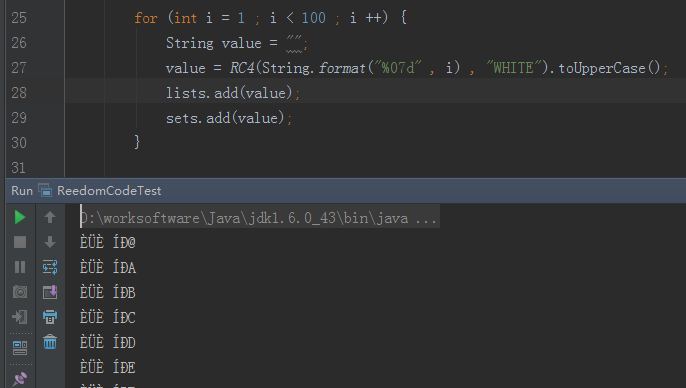 25 for (int i = 1 ; i < 100 ; i ++) {
26 String value = "";
27 value = RC4(String.format("%07d" , i) , "WHITE").toUpperCase();
28 lists.add(value);
29 sets.add(value);
30 }
31
Run ReedomCodeTest
D:\worksoftware\Java\jdk1.6.0_43\bin\java ...
ÈÜÈ ÍÐ@
ÈÜÈ ÍÐA
ÈÜÈ ÍÐB
ÈÜÈ ÍÐC
ÈÜÈ ÍÐD
ÈÜÈ ÍÐE